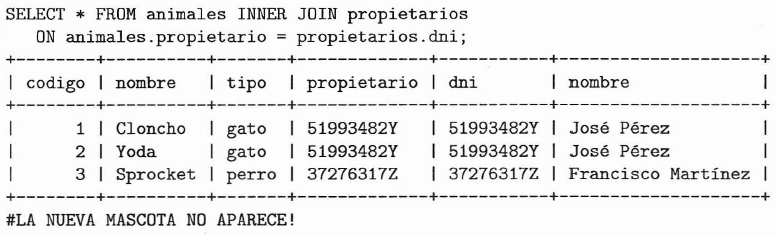 SELECT * FROM animales INNER JOIN propietarios
ON animales.propietario = propietarios.dni;
+--------+----------+-------+-------------+-----------+--------------------+
| codigo | nombre | tipo | propietario | dni | nombre |
+--------+----------+-------+-------------+-----------+--------------------+
| 1 | Cloncho | gato | 51993482Y | 51993482Y | José Pérez |
| 2 | Yoda | gato | 51993482Y | 51993482Y | José Pérez |
| 3 | Sprocket | perro | 37276317Z | 37276317Z | Francisco Martínez |
+--------+----------+-------+-------------+-----------+--------------------+
#LA NUEVA MASCOTA NO APARECE!